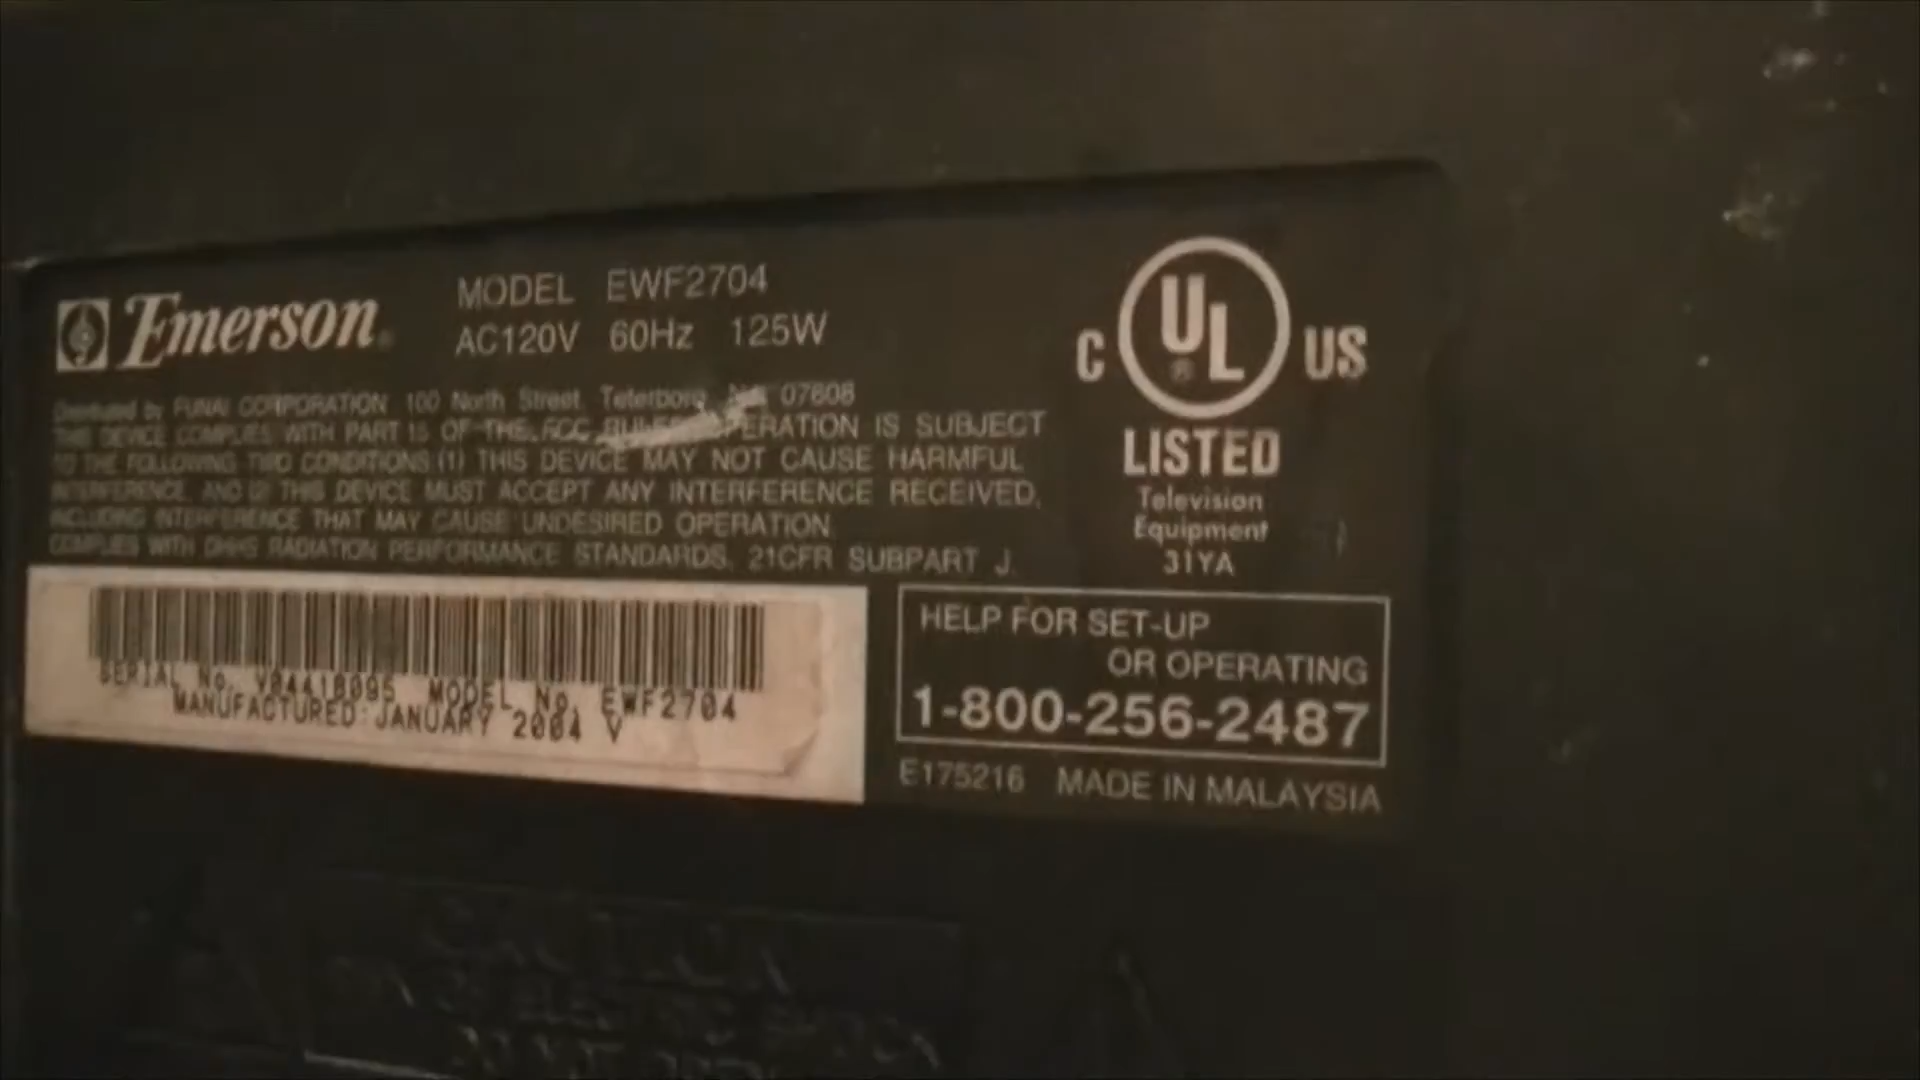 Emerson®
MODEL EWF2704
AC120V 60Hz 125W
Distributed by FUNAI CORPORATION 100 North Street, Teterboro, 07608
THIS DEVICE COMPLIES WITH PART 15 OF THE FCC RULES OPERATION IS SUBJECT
TO THE FOLLOWING TWO CONDITIONS (1) THIS DEVICE MAY NOT CAUSE HARMFUL
INTERFERENCE, AND (2) THIS DEVICE MUST ACCEPT ANY INTERFERENCE RECEIVED,
INCLUDING INTERFERENCE THAT MAY CAUSE UNDESIRED OPERATION.
COMPLIES WITH DHHS RADIATION PERFORMANCE STANDARDS, 21CFR SUBPART J.
C UL® US
LISTED
Television
Equipment
31YA
SERIAL No. MODEL No. EWF2704
MANUFACTURED: JANUARY 2004 V
HELP FOR SET-UP
OR OPERATING
1-800-256-2487
E175216 MADE IN MALAYSIA
CAUTION